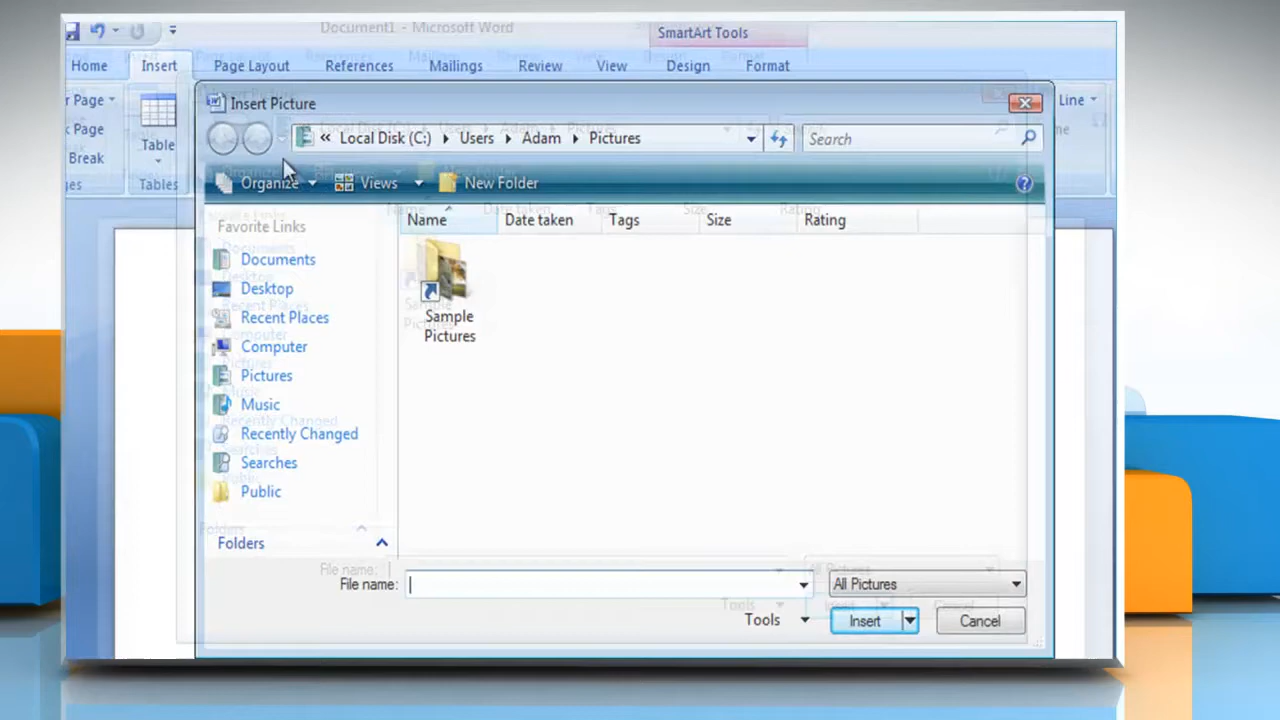 Document1 - Microsoft Word
SmartArt Tools
Home Insert Page Layout References Mailings Review View Design Format
r Page
k Page
Break
Table
Tables
Line
Insert Picture
« Local Disk (C:) Users Adam Pictures
Search
Organize Views New Folder
Favorite Links
Documents
Desktop
Recent Places
Computer
Pictures
Music
Recently Changed
Searches
Public
Folders
Name Date taken Tags Size Rating
Sample
Pictures
File name:
All Pictures
Tools Insert Cancel